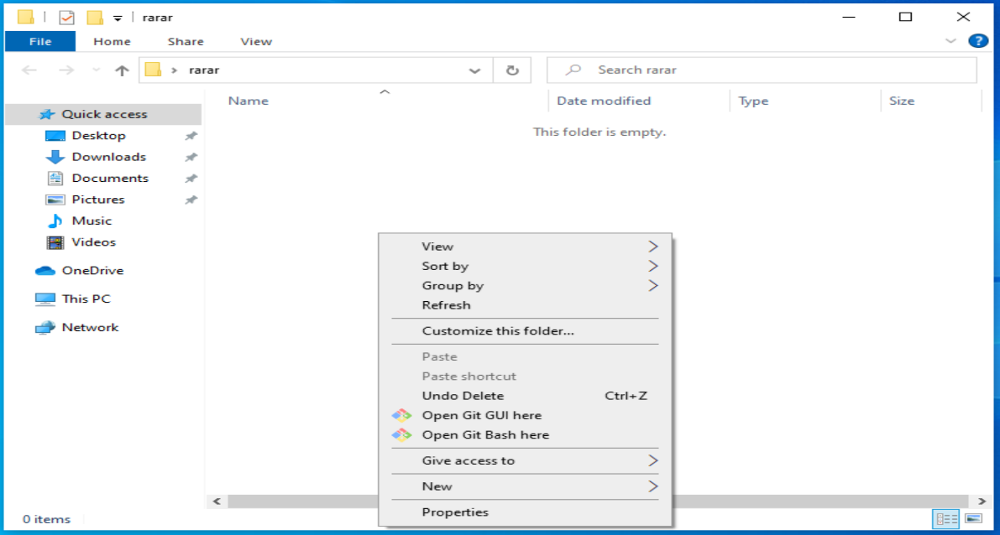 rarar
File Home Share View
rarar Search rarar
Name Date modified Type Size
This folder is empty.
Quick access
Desktop
Downloads
Documents
Pictures
Music
Videos
OneDrive
This PC
Network
View
Sort by
Group by
Refresh
Customize this folder...
Paste
Paste shortcut
Undo Delete Ctrl+Z
Open Git GUI here
Open Git Bash here
Give access to
New
Properties
0 items